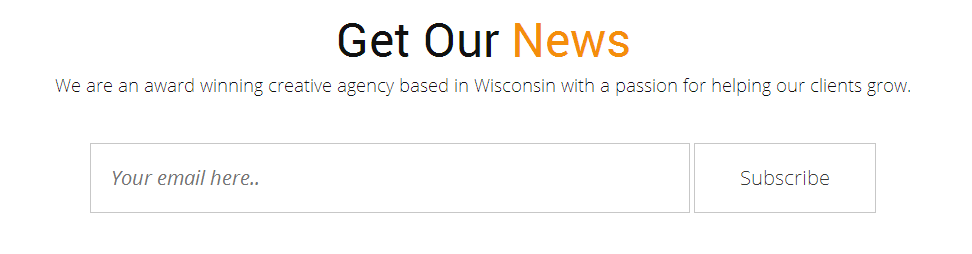 Get Our News
We are an award winning creative agency based in Wisconsin with a passion for helping our clients grow.
Your email here..
Subscribe